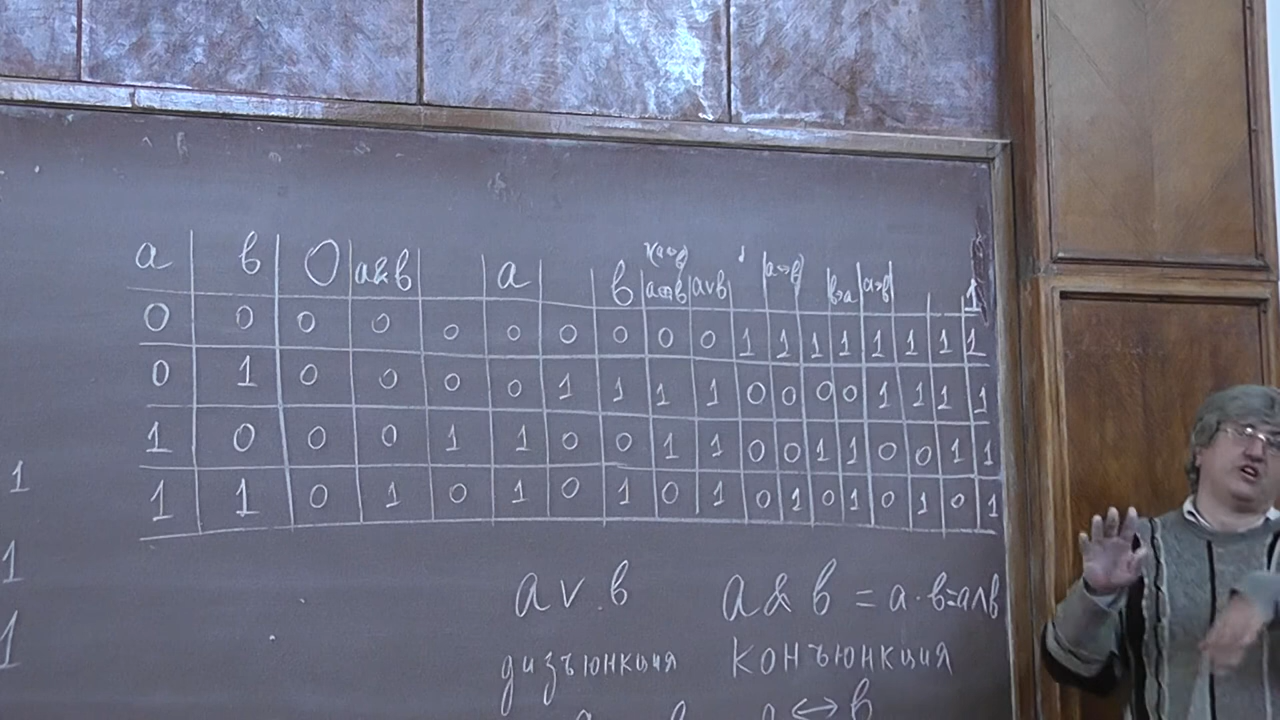 a в 0 a&в a в a⊕в avв a↔в в→a a→в 1
0 0 0 0 0 0 0 0 0 0 1 1 1 1 1 1 1 1
0 1 0 0 0 0 1 1 1 1 0 0 0 0 1 1 1 1
1 0 0 0 1 1 0 0 1 1 0 0 1 1 0 0 1 1
1 1 0 1 0 1 0 1 0 1 0 1 0 1 0 1 0 1
1
1
1
a v в a & в = a · в = a ∧ в
дизъюнкция конъюнкция
↔ в